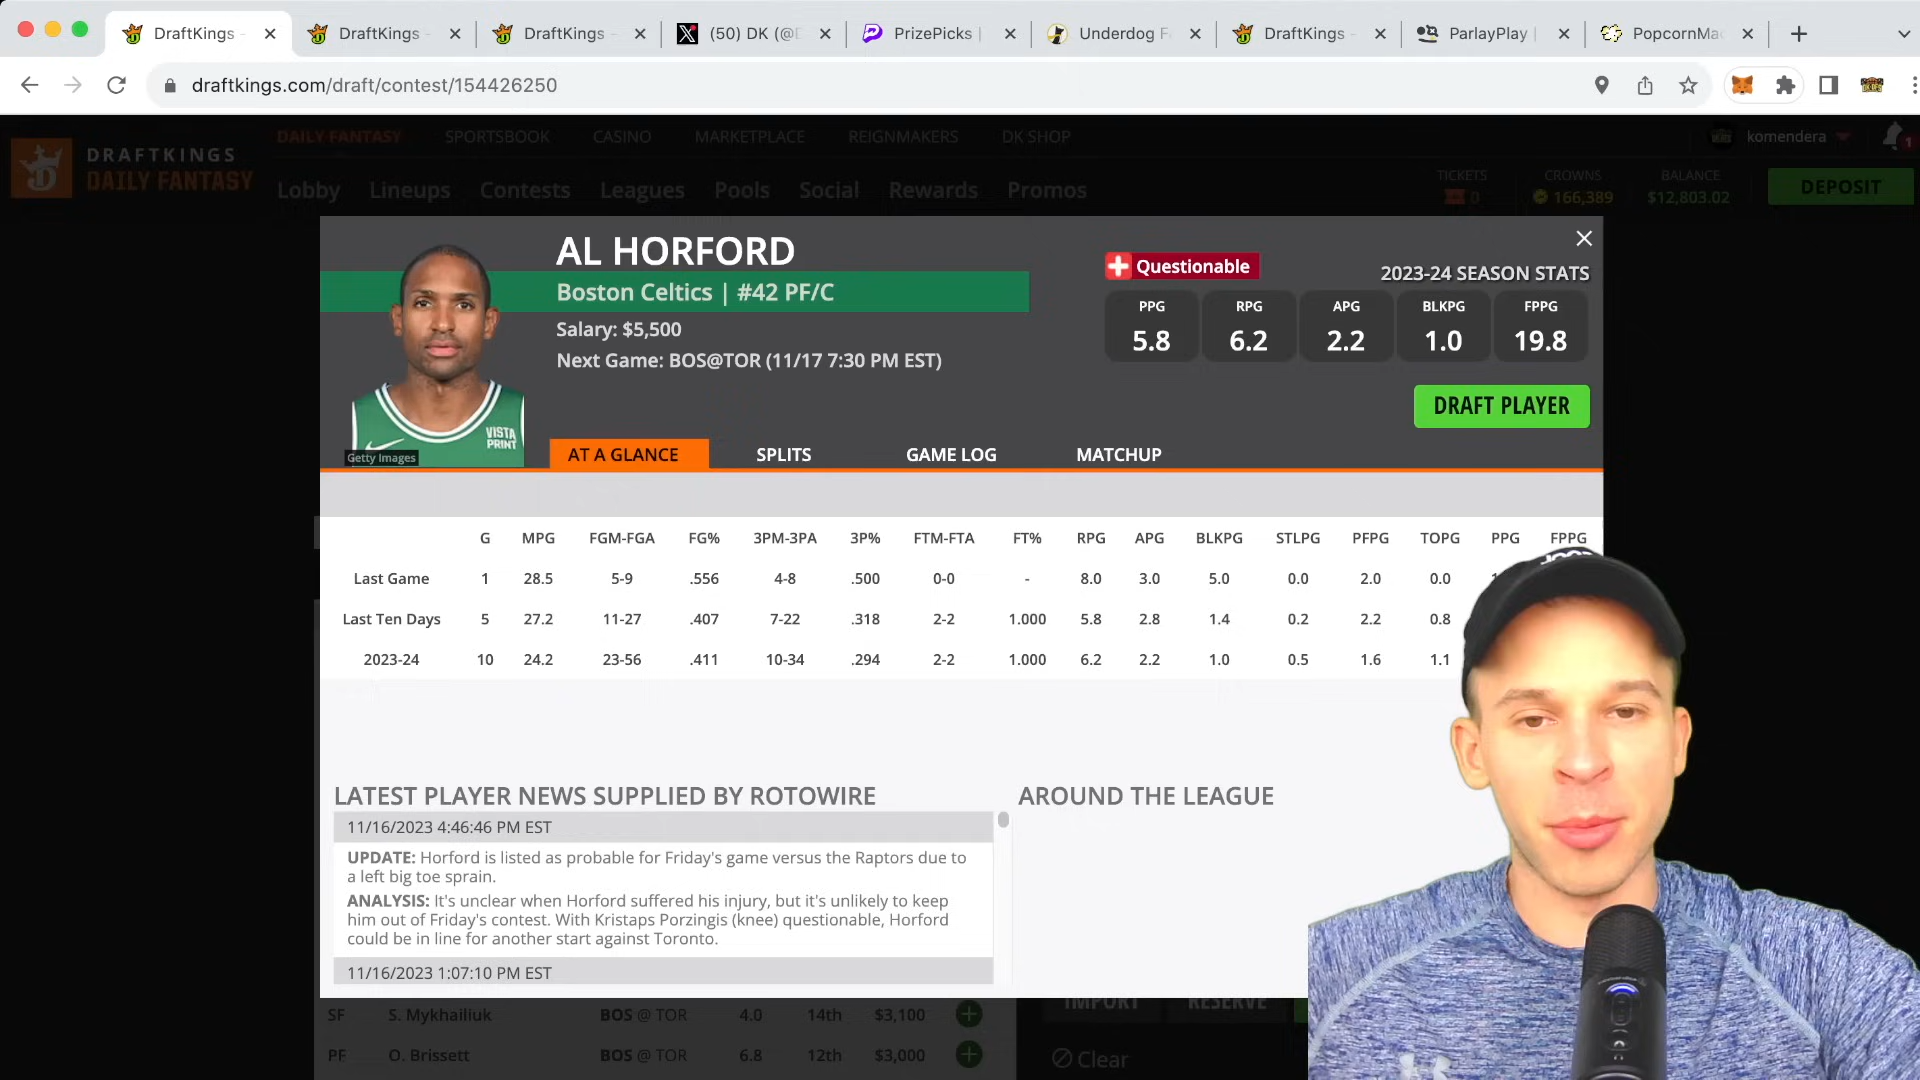 DraftKings -
DraftKings -
DraftKings -
(50) DK (@D
PrizePicks |
Underdog F
DraftKings -
ParlayPlay |
PopcornMa
draftkings.com/draft/contest/154426250
DAILY FANTASY SPORTSBOOK CASINO MARKETPLACE REIGNMAKERS DK SHOP
komendera
1
DRAFTKINGS
DAILY FANTASY
Lobby Lineups Contests Leagues Pools Social Rewards Promos
TICKETS
0
CROWNS
166,389
BALANCE
$12,803.02
DEPOSIT
AL HORFORD
Boston Celtics | #42 PF/C
Salary: $5,500
Next Game: BOS@TOR (11/17 7:30 PM EST)
VISTA
PRINT
Getty Images
Questionable
2023-24 SEASON STATS
PPG RPG APG BLKPG FPPG
5.8 6.2 2.2 1.0 19.8
DRAFT PLAYER
AT A GLANCE SPLITS GAME LOG MATCHUP
G MPG FGM-FGA FG% 3PM-3PA 3P% FTM-FTA FT% RPG APG BLKPG STLPG PFPG TOPG PPG FPPG
Last Game 1 28.5 5-9 .556 4-8 .500 0-0 - 8.0 3.0 5.0 0.0 2.0 0.0
Last Ten Days 5 27.2 11-27 .407 7-22 .318 2-2 1.000 5.8 2.8 1.4 0.2 2.2 0.8
2023-24 10 24.2 23-56 .411 10-34 .294 2-2 1.000 6.2 2.2 1.0 0.5 1.6 1.1
LATEST PLAYER NEWS SUPPLIED BY ROTOWIRE
11/16/2023 4:46:46 PM EST
UPDATE: Horford is listed as probable for Friday's game versus the Raptors due to
a left big toe sprain.
ANALYSIS: It's unclear when Horford suffered his injury, but it's unlikely to keep
him out of Friday's contest. With Kristaps Porzingis (knee) questionable, Horford
could be in line for another start against Toronto.
11/16/2023 1:07:10 PM EST
AROUND THE LEAGUE
SF S. Mykhailiuk BOS @ TOR 4.0 14th $3,100
PF O. Brissett BOS @ TOR 6.8 12th $3,000
IMPORT RESERVE
Clear